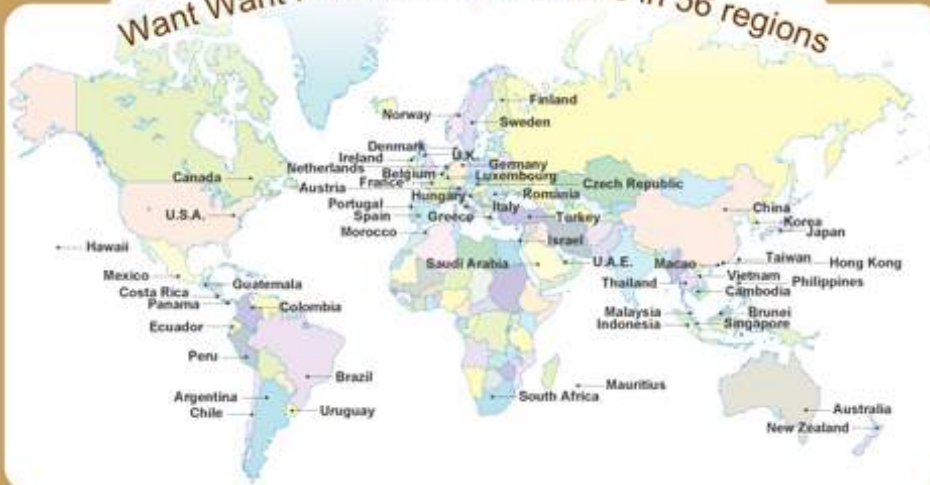 Want Want
in 56 regions
Finland
Norway
Sweden
Denmark
Ireland
U.K.
Netherlands
Germany
Belgium
Luxembourg
Canada
France
Czech Republic
Austria
Hungary
Romania
Portugal
Italy
China
U.S.A.
Spain
Greece
Turkey
Korea
Morocco
Japan
Israel
Hawaii
Saudi Arabia
U.A.E.
Macao
Taiwan
Hong Kong
Mexico
Vietnam
Guatemala
Thailand
Philippines
Costa Rica
Cambodia
Panama
Colombia
Malaysia
Brunei
Ecuador
Indonesia
Singapore
Peru
Brazil
Mauritius
Argentina
South Africa
Chile
Uruguay
Australia
New Zealand